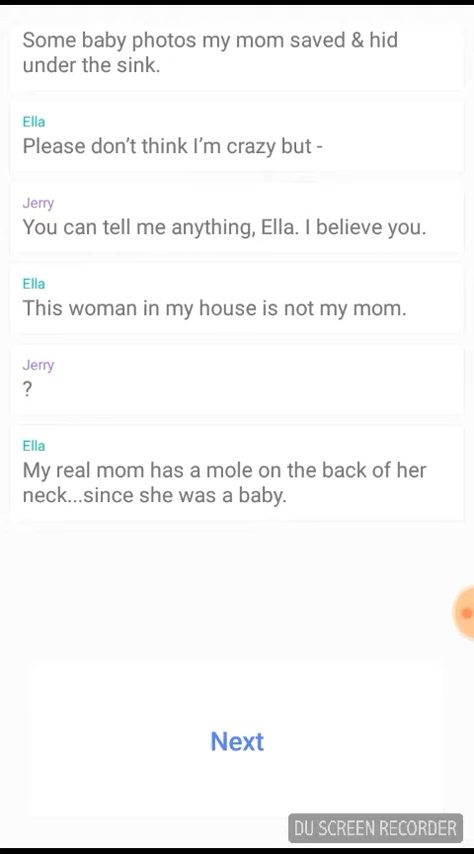 Some baby photos my mom saved & hid
under the sink.
Ella
Please don’t think I’m crazy but -
Jerry
You can tell me anything, Ella. I believe you.
Ella
This woman in my house is not my mom.
Jerry
?
Ella
My real mom has a mole on the back of her
neck...since she was a baby.
Next
DU SCREEN RECORDER